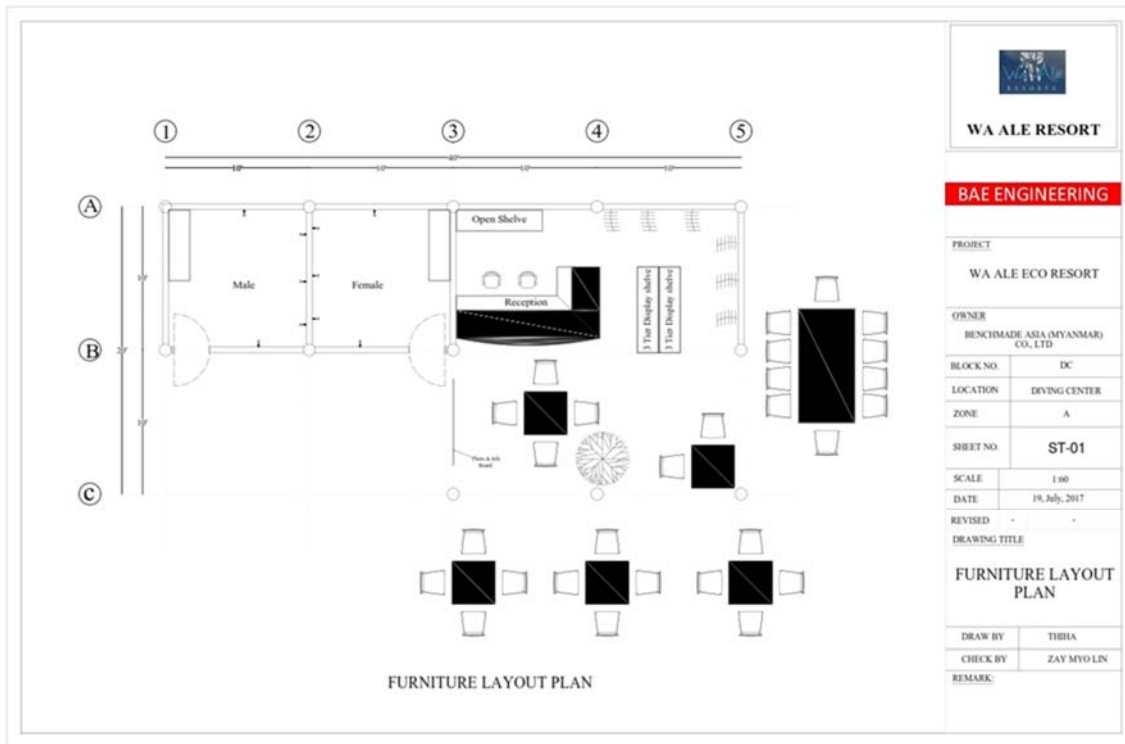 1
2
3
4
5
A
B
C
Open Shelve
Male
Female
Reception
3 Tier Display shelve
3 Tier Display shelve
Board
FURNITURE LAYOUT PLAN
WA ALE RESORT
BAE ENGINEERING
PROJECT
WA ALE ECO RESORT
OWNER
BENCHMADE ASIA (MYANMAR)
CO., LTD
BLOCK NO. DC
LOCATION DIVING CENTER
ZONE A
SHEET NO. ST-01
SCALE 1:60
DATE 19, July, 2017
REVISED - -
DRAWING TITLE
FURNITURE LAYOUT
PLAN
DRAW BY THIHA
CHECK BY ZAY MYO LIN
REMARK: